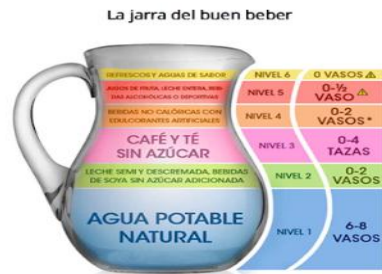 La jarra del buen beber
REFRESCOS Y AGUAS DE SABOR
NIVEL 6
0 VASOS
JUGOS DE FRUTA, LECHE ENTERA, BEBI-
DAS ALCOHÓLICAS O DEPORTIVAS
NIVEL 5
0-½
VASO
BEBIDAS NO CALÓRICAS CON
EDULCORANTES ARTIFICIALES
NIVEL 4
0-2
VASOS*
CAFÉ Y TÉ
SIN AZÚCAR
NIVEL 3
0-4
TAZAS
LECHE SEMI Y DESCREMADA, BEBIDAS
DE SOYA SIN AZÚCAR ADICIONADA
NIVEL 2
0-2
VASOS
AGUA POTABLE
NATURAL
NIVEL 1
6-8
VASOS